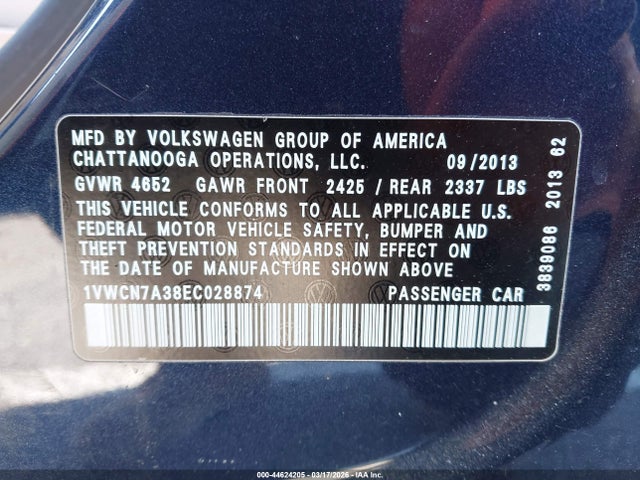 MFD BY VOLKSWAGEN GROUP OF AMERICA
CHATTANOOGA OPERATIONS, LLC. 09/2013
GVWR 4652 GAWR FRONT 2425/REAR 2337 LBS
THIS VEHICLE CONFORMS TO ALL APPLICABLE U.S.
FEDERAL MOTOR VEHICLE SAFETY, BUMPER AND
THEFT PREVENTION STANDARDS IN EFFECT ON
THE DATE OF MANUFACTURE SHOWN ABOVE
1VWCN7A38EC028874 PASSENGER CAR
3839086 2013 62
000-44624205 - 03/17/2026 - IAA Inc.